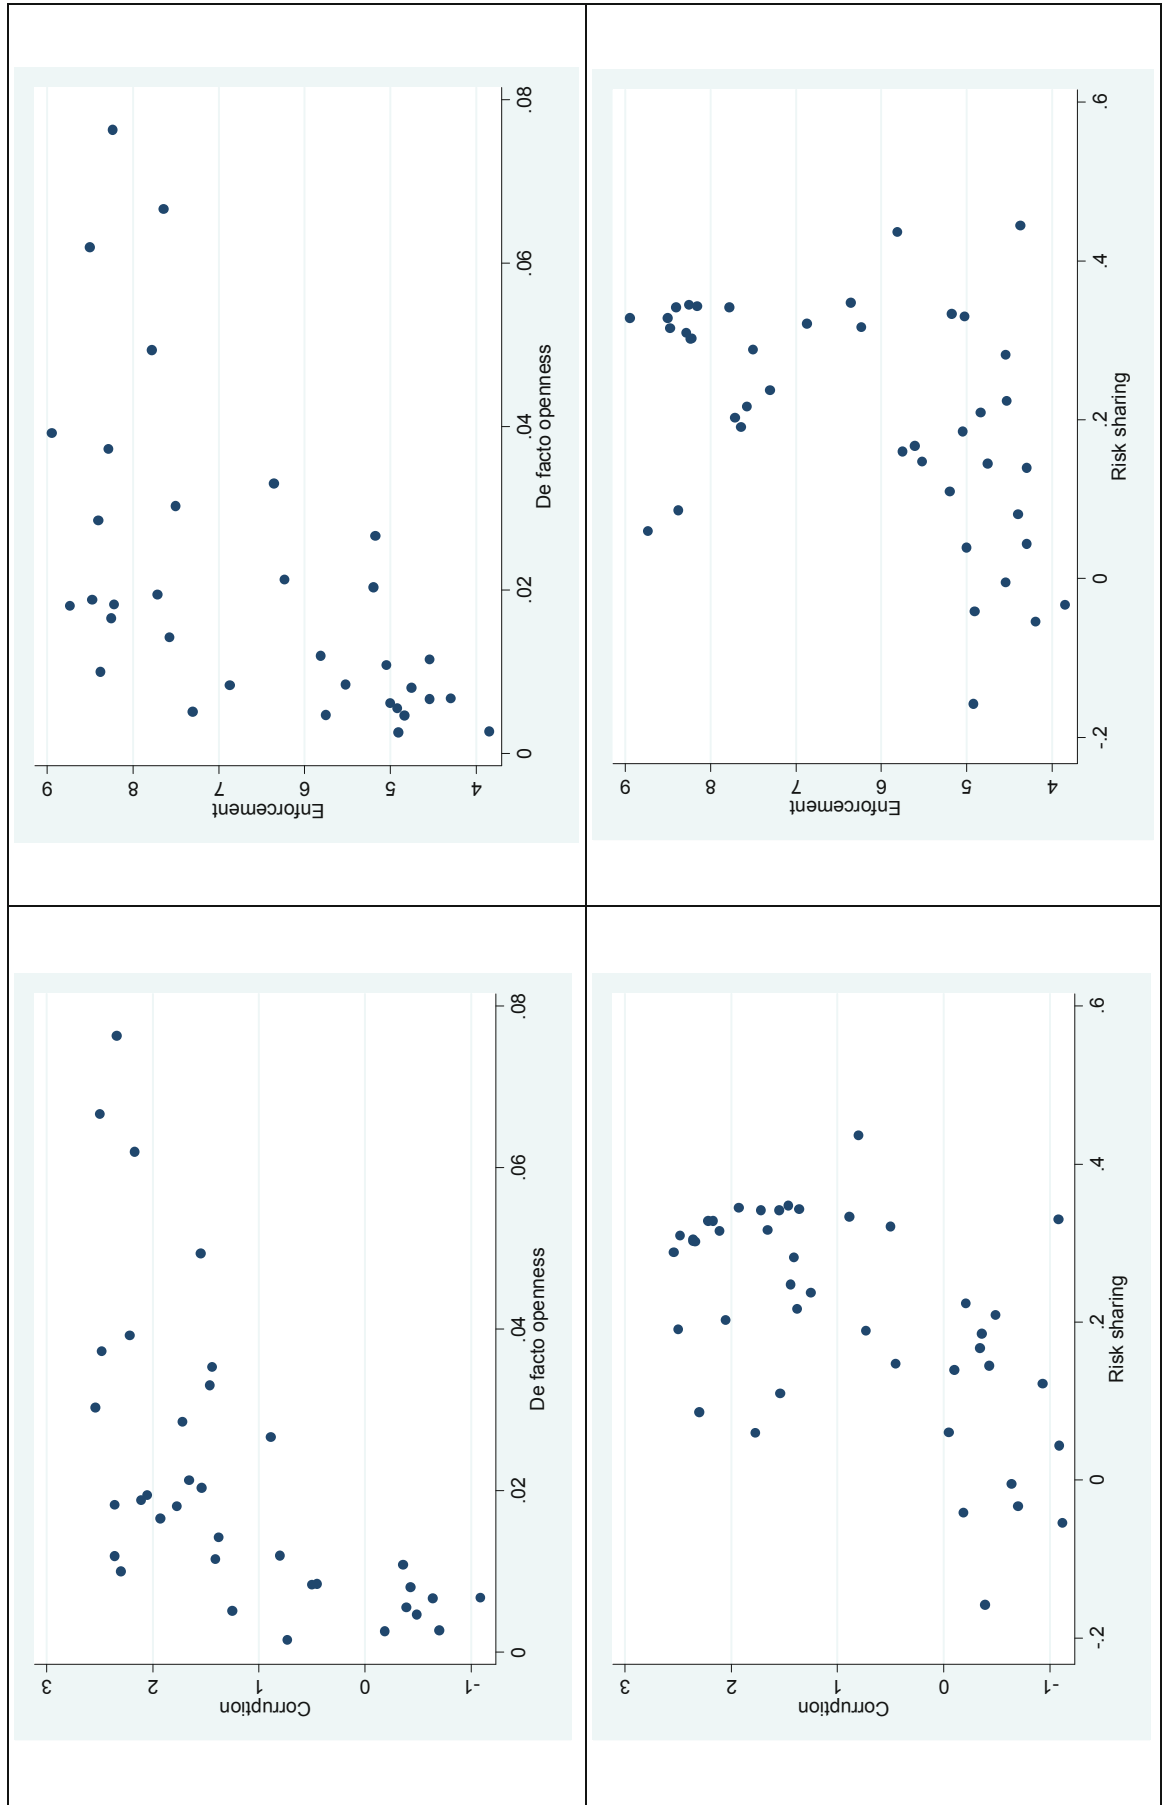 Corruption
3
2
1
0
-1
0 .02 .04 .06 .08
De facto openness
Enforcement
9
8
7
6
5
4
0 .02 .04 .06 .08
De facto openness
Corruption
3
2
1
0
-1
-.2 0 .2 .4 .6
Risk sharing
Enforcement
9
8
7
6
5
4
-.2 0 .2 .4 .6
Risk sharing